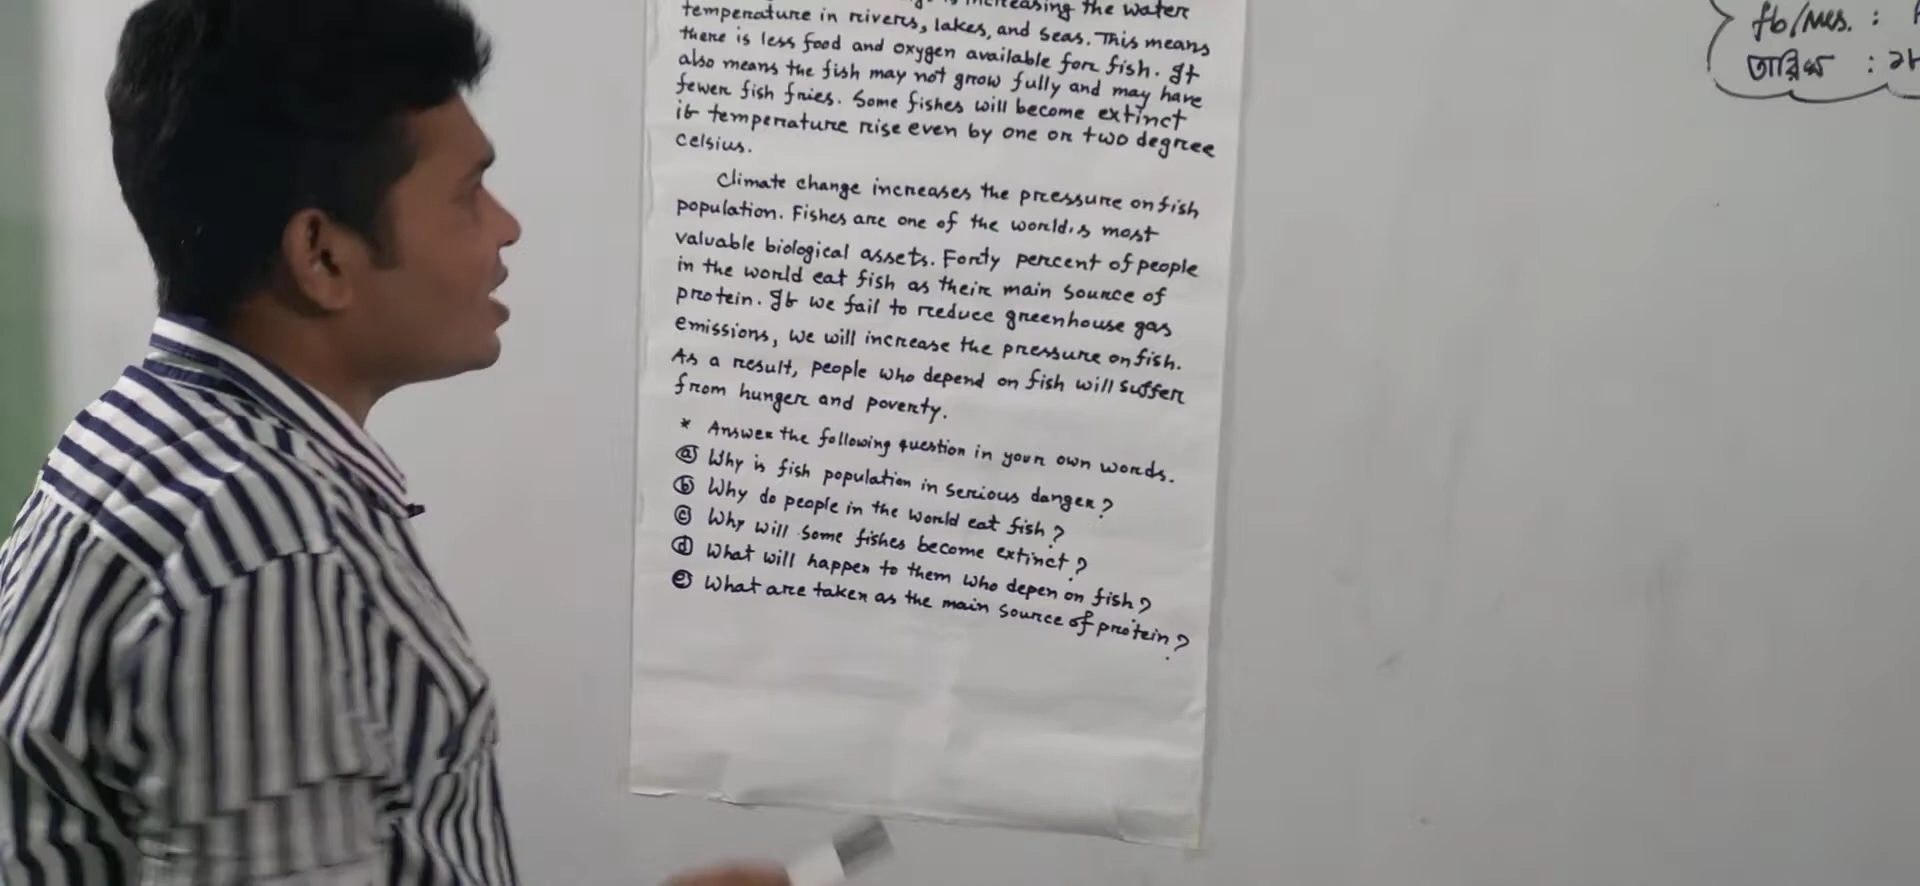 increasing the water
temperature in rivers, lakes, and seas. This means
there is less food and oxygen available for fish. It
also means the fish may not grow fully and may have
fewer fish fries. Some fishes will become extinct
if temperature rise even by one or two degree
celsius.
Climate change increases the pressure on fish
population. Fishes are one of the world's most
valuable biological assets. Forty percent of people
in the world eat fish as their main source of
protein. If we fail to reduce greenhouse gas
emissions, we will increase the pressure on fish.
As a result, people who depend on fish will suffer
from hunger and poverty.
* Answer the following question in your own words.
ⓐ Why is fish population in serious danger?
ⓑ Why do people in the world eat fish?
ⓒ Why will some fishes become extinct?
ⓓ What will happen to them who depen on fish?
ⓔ What are taken as the main source of protein?
fb/Mes. :
তারিখ : ২৮